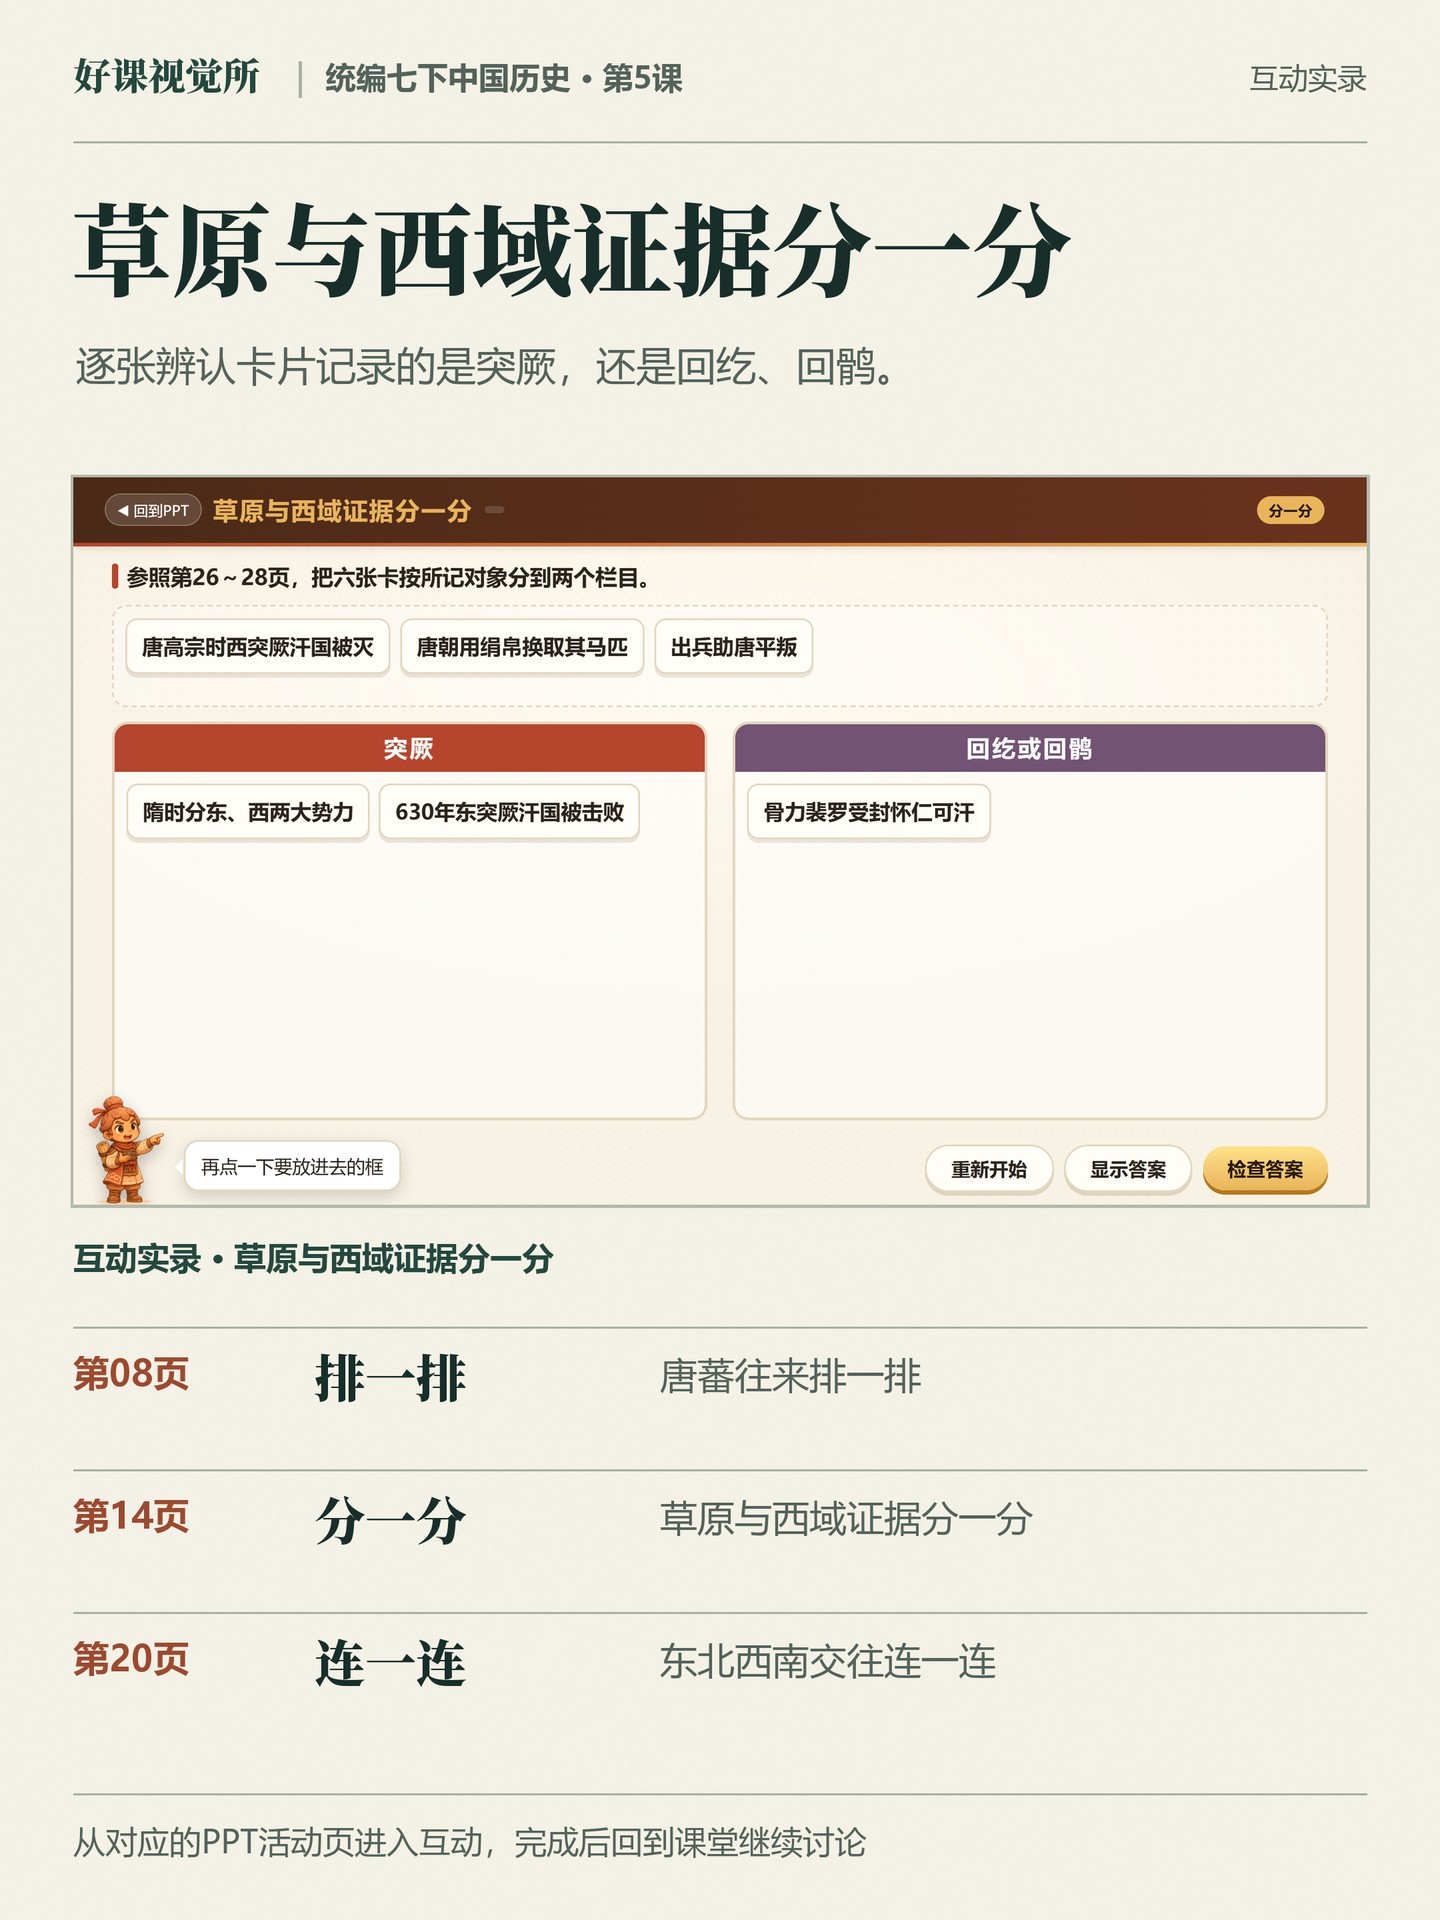 好课视觉所 | 统编七下中国历史·第5课
互动实录
草原与西域证据分一分
逐张辨认卡片记录的是突厥，还是回纥、回鹘。
◀ 回到PPT 草原与西域证据分一分
分一分
参照第26~28页，把六张卡按所记对象分到两个栏目。
唐高宗时西突厥汗国被灭 唐朝用绢帛换取其马匹 出兵助唐平叛
突厥
隋时分东、西两大势力 630年东突厥汗国被击败
回纥或回鹘
骨力裴罗受封怀仁可汗
再点一下要放进去的框
重新开始 显示答案 检查答案
互动实录·草原与西域证据分一分
第08页 排一排 唐蕃往来排一排
第14页 分一分 草原与西域证据分一分
第20页 连一连 东北西南交往连一连
从对应的PPT活动页进入互动，完成后回到课堂继续讨论